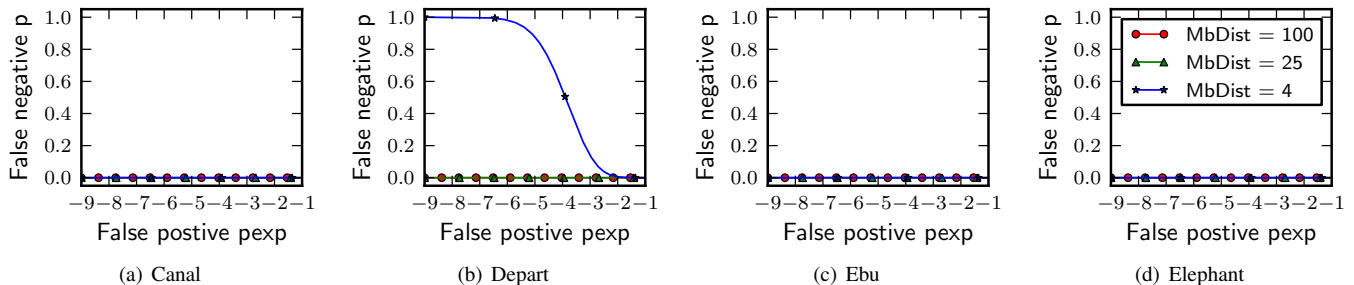 False negative p
1.0
0.8
0.6
0.4
0.2
0.0
−9−8−7−6−5−4−3−2−1
False postive pexp
(a) Canal
False negative p
1.0
0.8
0.6
0.4
0.2
0.0
−9−8−7−6−5−4−3−2−1
False postive pexp
(b) Depart
False negative p
1.0
0.8
0.6
0.4
0.2
0.0
−9−8−7−6−5−4−3−2−1
False postive pexp
(c) Ebu
False negative p
1.0
0.8
0.6
0.4
0.2
0.0
MbDist = 100
MbDist = 25
MbDist = 4
−9−8−7−6−5−4−3−2−1
False postive pexp
(d) Elephant